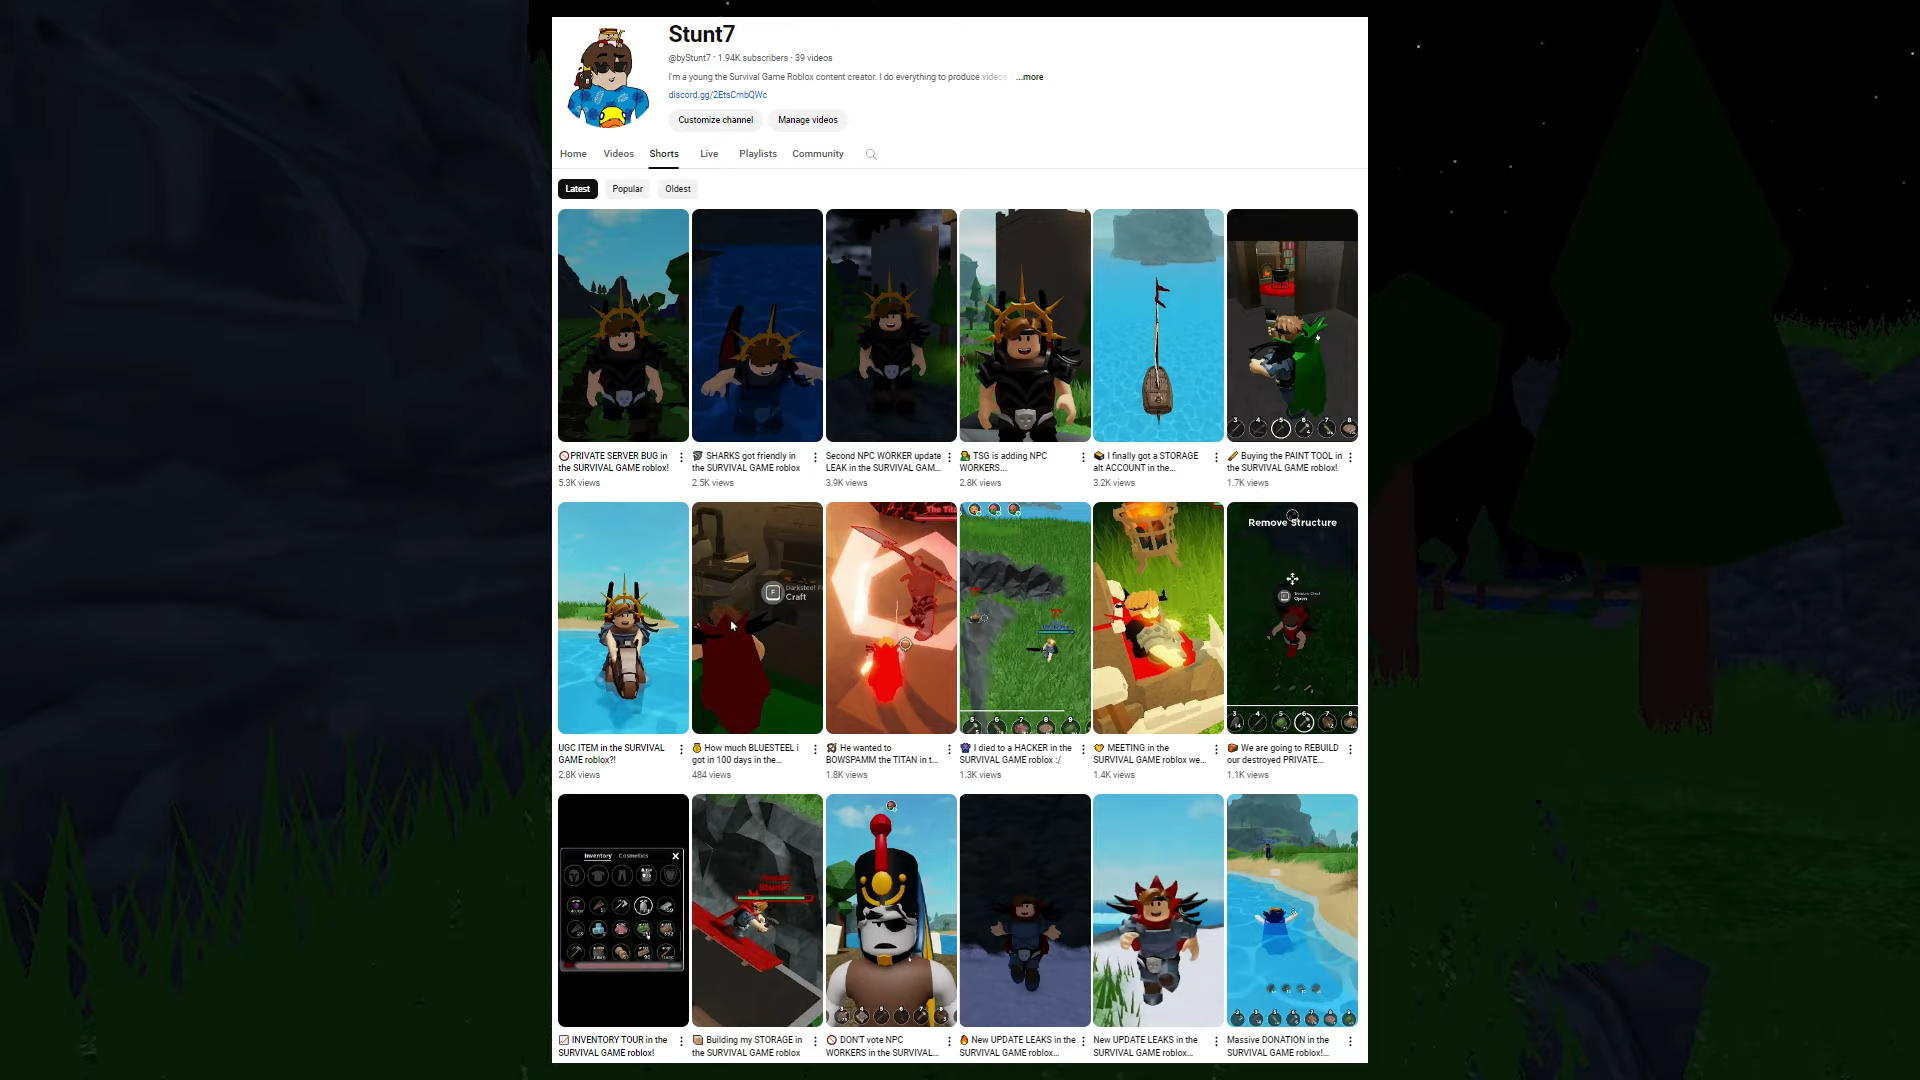 Stunt7
@byStunt7 · 1.94K subscribers · 39 videos
I'm a young the Survival Game Roblox content creator. I do everything to produce videos ...more
discord.gg/2EtsCmbQWc
Customize channel Manage videos
Home Videos Shorts Live Playlists Community
Latest Popular Oldest
PRIVATE SERVER BUG in
the SURVIVAL GAME roblox!
5.3K views
SHARKS got friendly in
the SURVIVAL GAME roblox
2.5K views
Second NPC WORKER update
LEAK in the SURVIVAL GAM...
3.9K views
TSG is adding NPC
WORKERS...
2.8K views
I finally got a STORAGE
alt ACCOUNT in the...
3.2K views
Buying the PAINT TOOL in
the SURVIVAL GAME roblox!
1.7K views
Craft
The Tita
Remove Structure
Open
UGC ITEM in the SURVIVAL
GAME roblox?!
2.8K views
How much BLUESTEEL i
got in 100 days in the...
484 views
He wanted to
BOWSPAMM the TITAN in t...
1.8K views
I died to a HACKER in the
SURVIVAL GAME roblox :/
1.3K views
MEETING in the
SURVIVAL GAME roblox we...
1.4K views
We are going to REBUILD
our destroyed PRIVATE...
1.1K views
Inventory Cosmetics
Stunt7
INVENTORY TOUR in the
SURVIVAL GAME roblox!
Building my STORAGE in
the SURVIVAL GAME roblox
DON'T vote NPC
WORKERS in the SURVIVAL...
New UPDATE LEAKS in the
SURVIVAL GAME roblox...
New UPDATE LEAKS in the
SURVIVAL GAME roblox...
Massive DONATION in the
SURVIVAL GAME roblox!...